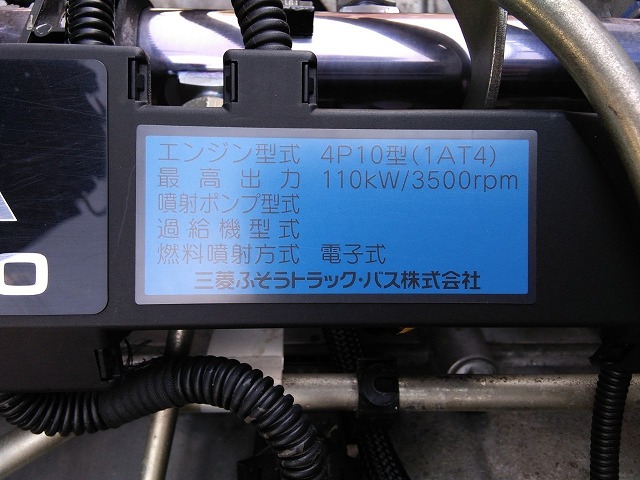 エンジン型式 4P10型(1AT4)
最高出力 110kW/3500rpm
噴射ポンプ型式
過給機型式
燃料噴射方式 電子式
三菱ふそうトラック・バス株式会社